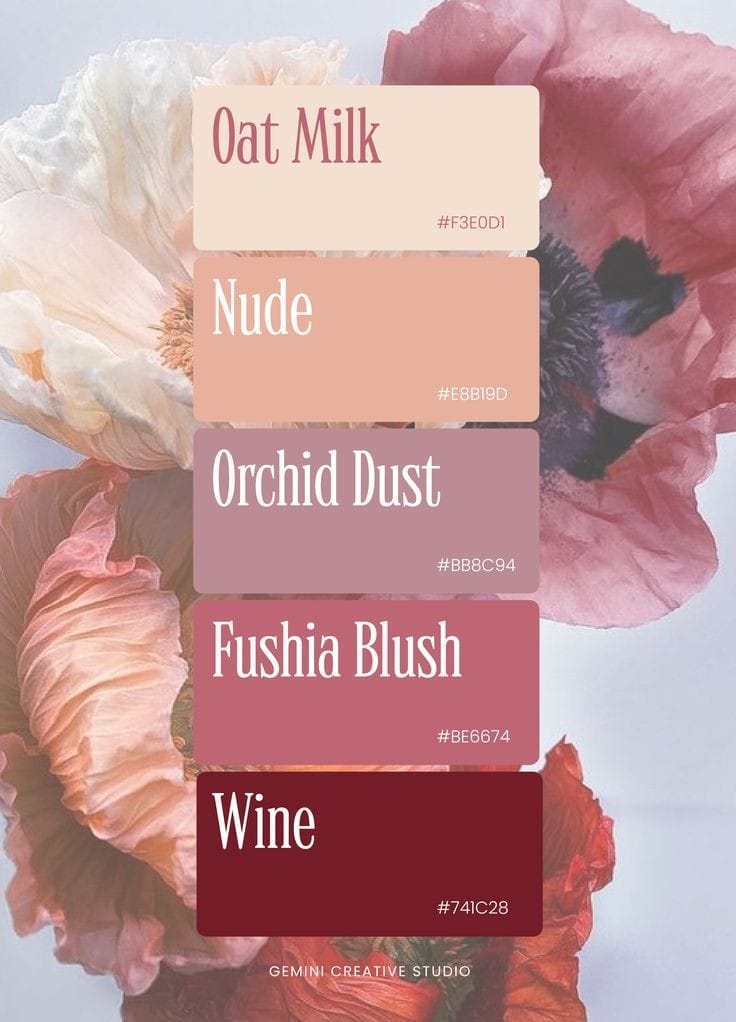 Oat Milk
#F3E0D1
Nude
#E8B19D
Orchid Dust
#BB8C94
Fushia Blush
#BE6674
Wine
#741C28
GEMINI CREATIVE STUDIO